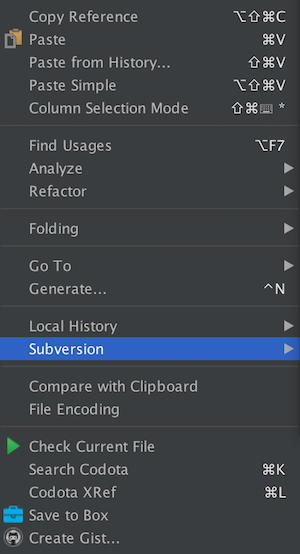 Copy Reference ⌥⇧⌘C
Paste ⌘V
Paste from History... ⇧⌘V
Paste Simple ⌥⇧⌘V
Column Selection Mode ⇧⌘⌨ *
Find Usages ⌥F7
Analyze
Refactor
Folding
Go To
Generate... ^N
Local History
Subversion
Compare with Clipboard
File Encoding
Check Current File
Search Codota ⌘K
Codota XRef ⌘L
Save to Box
Create Gist...